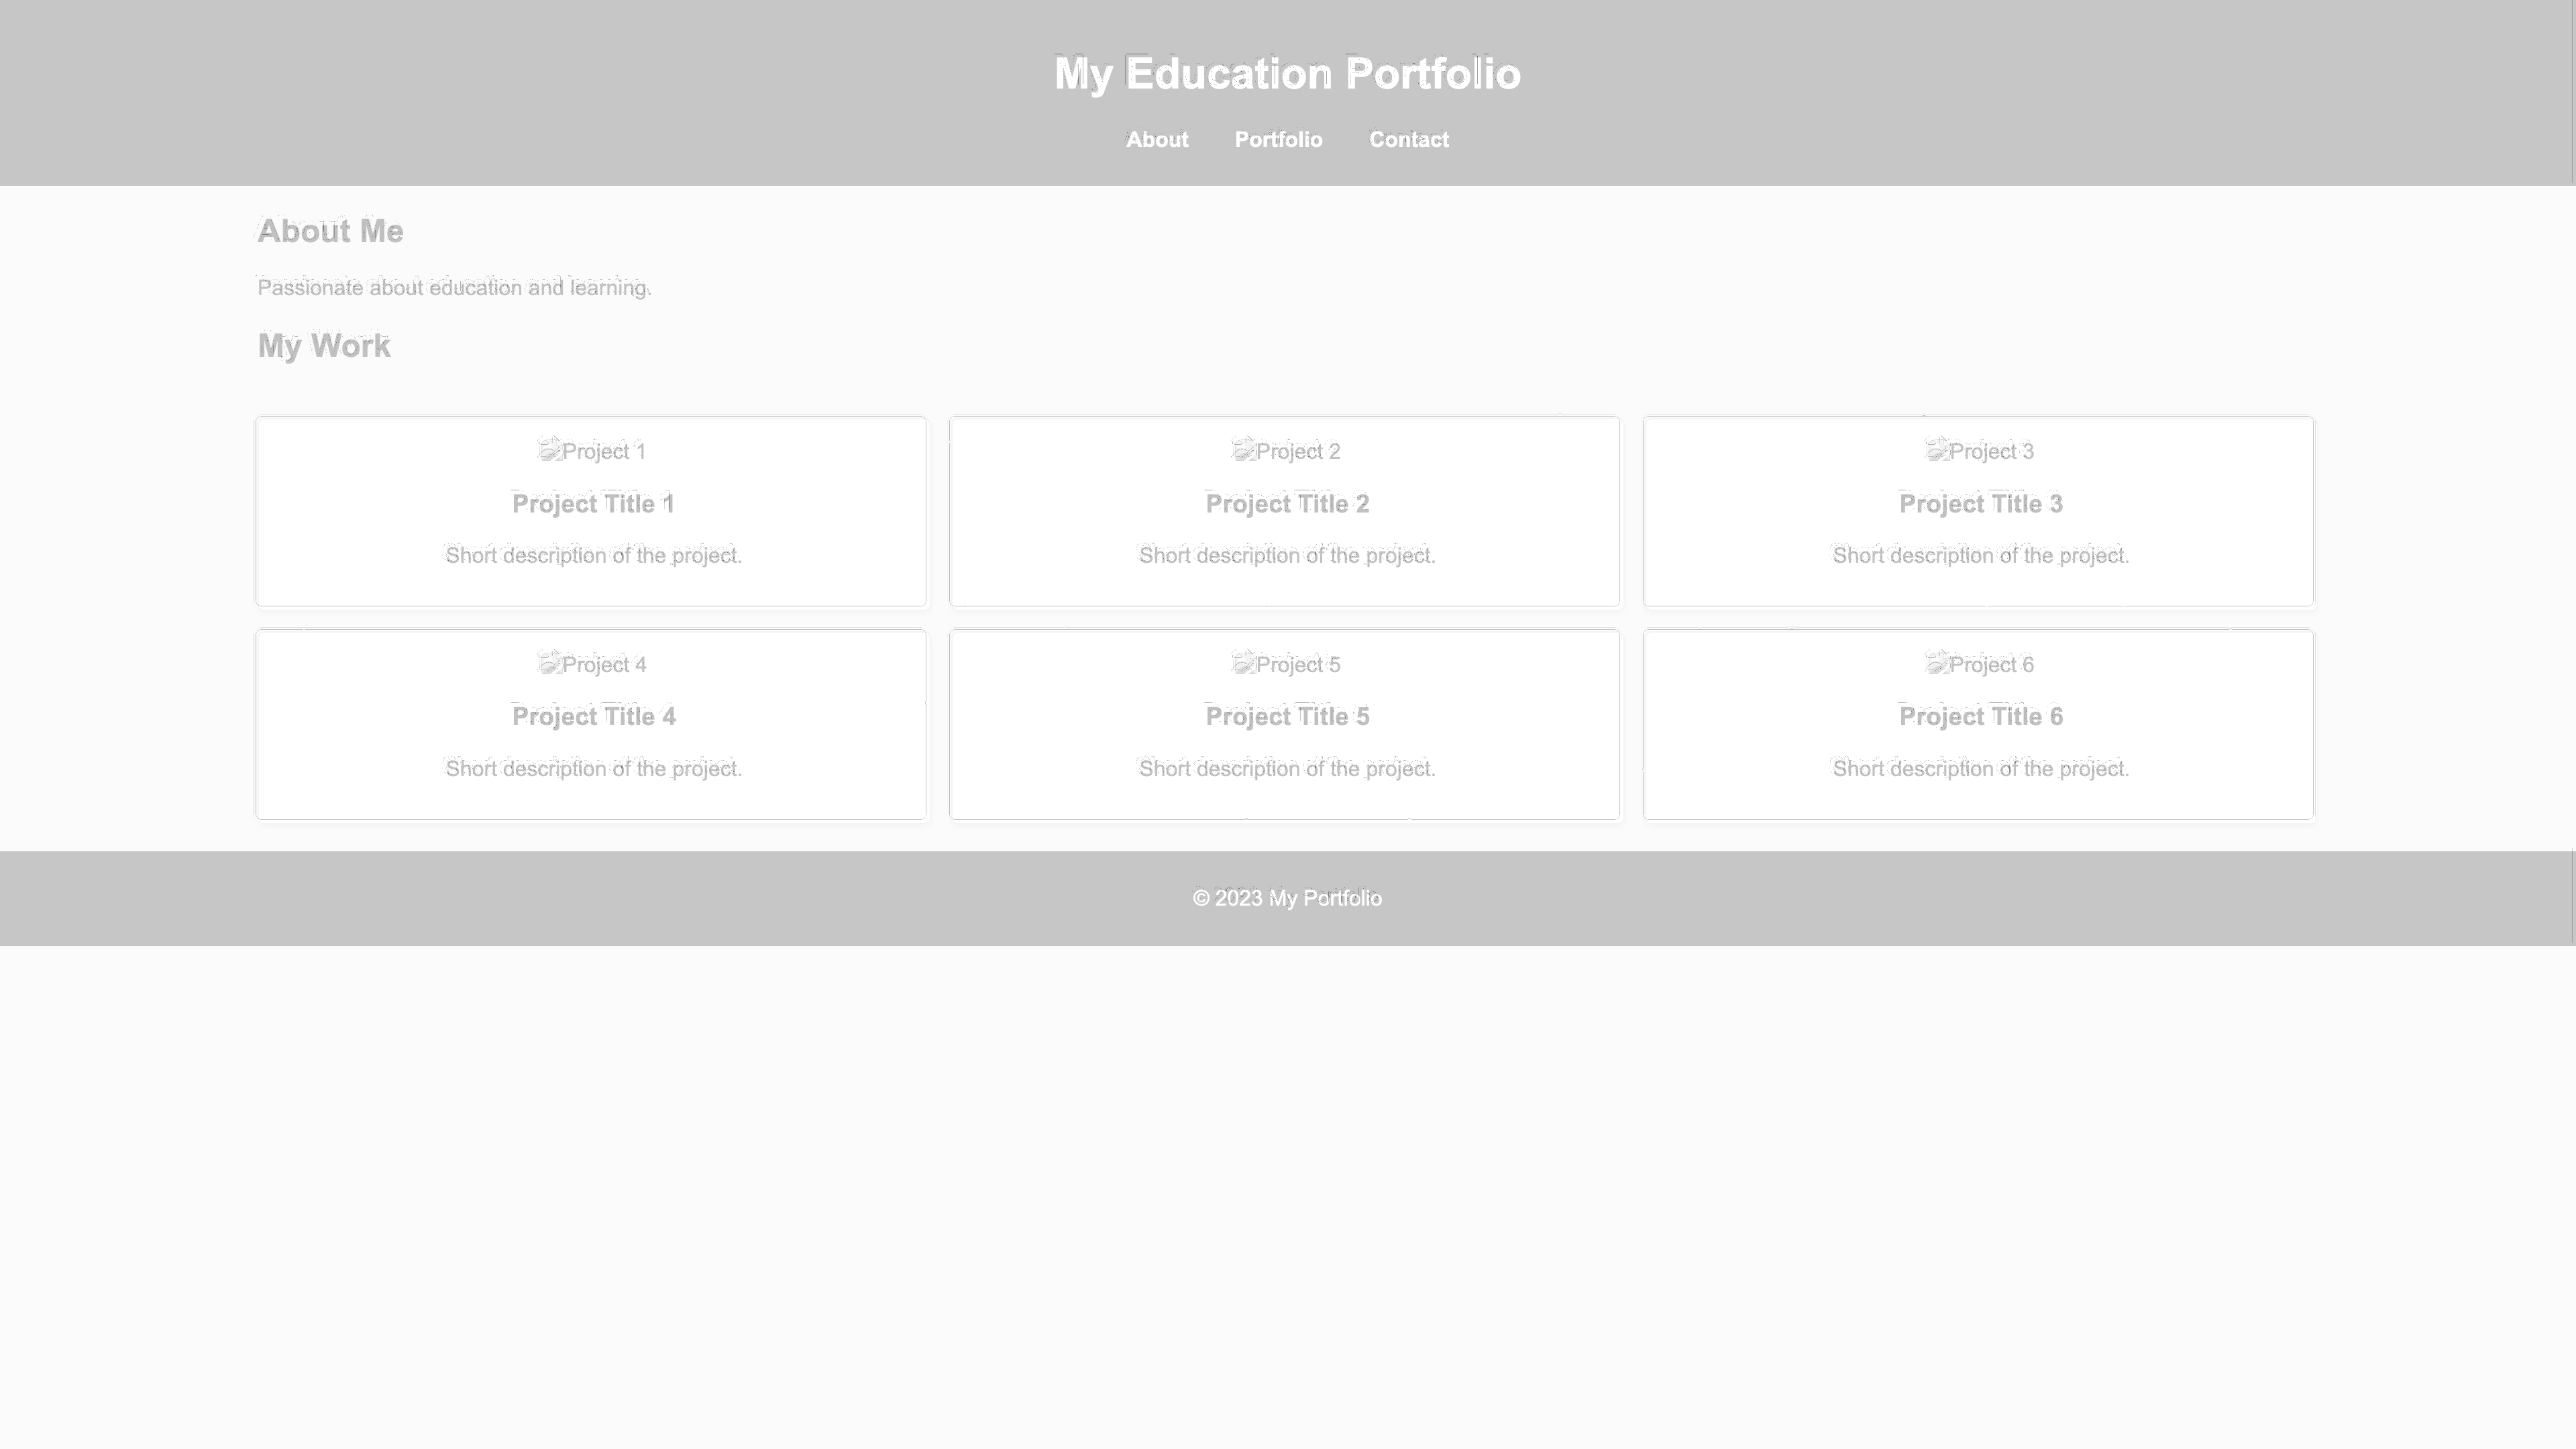 My Education Portfolio
About Portfolio Contact
About Me
Passionate about education and learning.
My Work
Project 1
Project Title 1
Short description of the project.
Project 2
Project Title 2
Short description of the project.
Project 3
Project Title 3
Short description of the project.
Project 4
Project Title 4
Short description of the project.
Project 5
Project Title 5
Short description of the project.
Project 6
Project Title 6
Short description of the project.
© 2023 My Portfolio